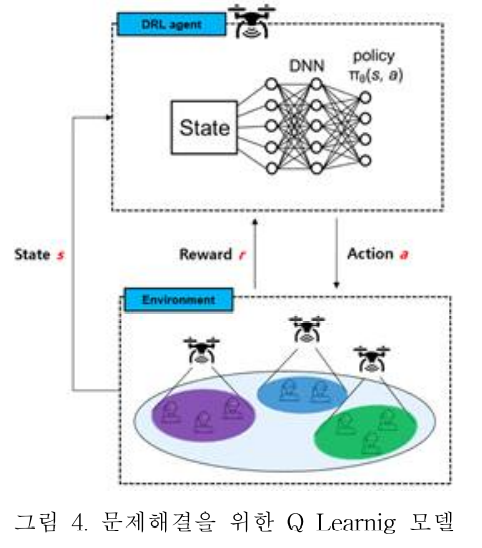 DRL agent
DNN
policy
πθ(s, a)
State
State s
Reward r
Action a
Environment
그림 4. 문제해결을 위한 Q Learnig 모델